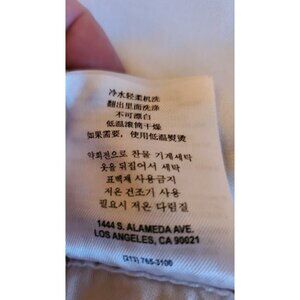 冷水轻柔机洗
翻出里面洗涤
不可漂白
低温滚筒干燥
如果需要，使用低温熨烫
약회전으로 찬물 기계세탁
옷을 뒤집어서 세탁
표백제 사용금지
저온 건조기 사용
필요시 저온 다림질
1444 S. ALAMEDA AVE.
LOS ANGELES, CA 90021
(213) 765-3100